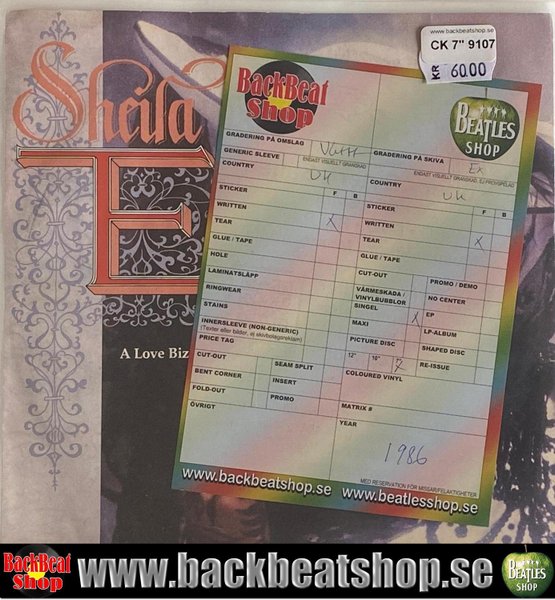 www.backbeatshop.se
CK 7" 9107
KR 60.00
Sheila
E
A Love Biz
BackBeat
Shop
BEATLES
SHOP
GRADERING PÅ OMSLAG
GRADERING PÅ SKIVA
Ex
GENERIC SLEEVE
ENDAST VISUELLT GRANSKAD
ENDAST VISUELLT GRANSKAD, EJ PROVSPELAD
COUNTRY
UK
COUNTRY
UK
STICKER
F B
STICKER
F B
WRITTEN
X
WRITTEN
TEAR
TEAR
X
GLUE / TAPE
GLUE / TAPE
HOLE
CUT-OUT
PROMO / DEMO
LAMINATSLÄPP
VÄRMESKADA /
VINYLBUBBLOR
NO CENTER
RINGWEAR
SINGEL
X
EP
STAINS
MAXI
LP-ALBUM
INNERSLEEVE (NON-GENERIC)
(Texter eller bilder, ej skivbolagsreklam)
PICTURE DISC
SHAPED DISC
PRICE TAG
12" 10" 7
RE-ISSUE
CUT-OUT
SEAM SPLIT
COLOURED VINYL
BENT CORNER
INSERT
FOLD-OUT
PROMO
MATRIX #
ÖVRIGT
YEAR
1986
MED RESERVATION FÖR MISSAR/FELAKTIGHETER
www.backbeatshop.se www.beatlesshop.se
BackBeat
Shop
www.backbeatshop.se
BEATLES
SHOP